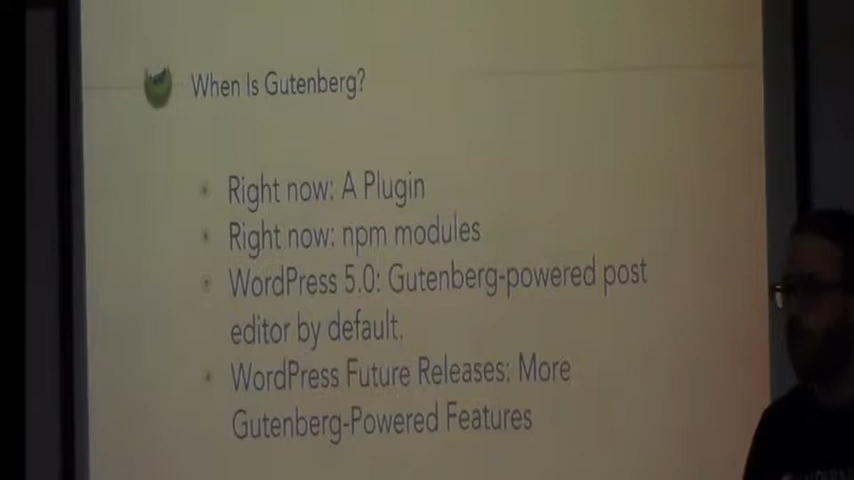 When Is Gutenberg?
Right now: A Plugin
Right now: npm modules
WordPress 5.0: Gutenberg-powered post
editor by default.
WordPress Future Releases: More
Gutenberg-Powered Features